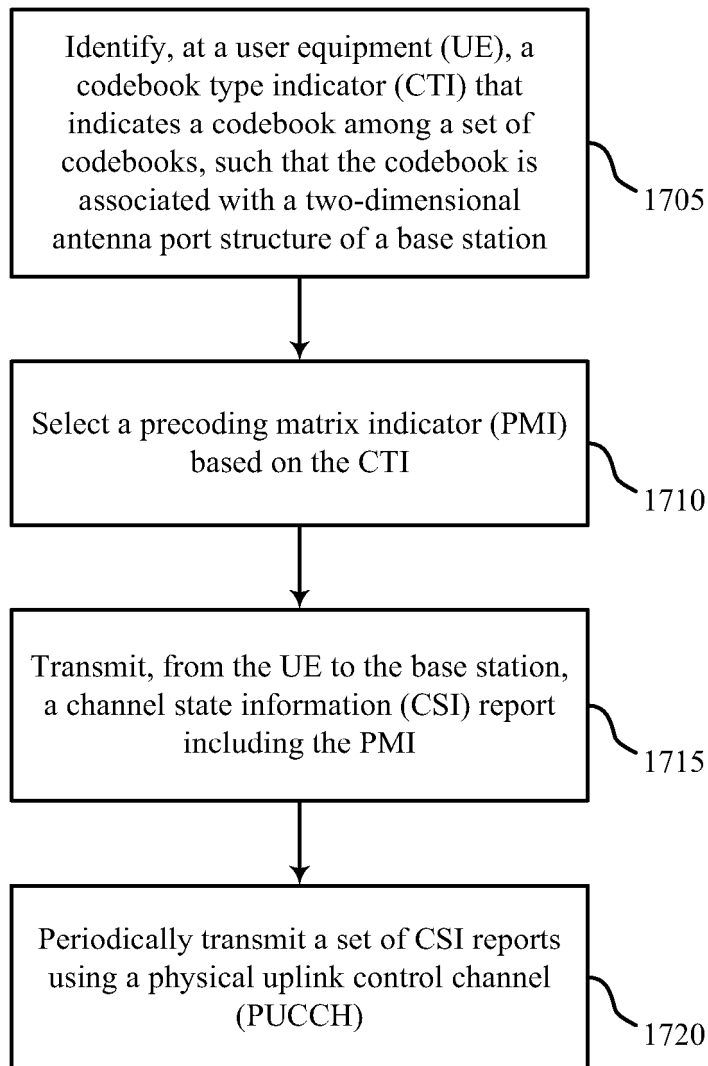 Identify, at a user equipment (UE), a
codebook type indicator (CTI) that
indicates a codebook among a set of
codebooks, such that the codebook is
associated with a two-dimensional
antenna port structure of a base station
1705
Select a precoding matrix indicator (PMI)
based on the CTI
1710
Transmit, from the UE to the base station,
a channel state information (CSI) report
including the PMI
1715
Periodically transmit a set of CSI reports
using a physical uplink control channel
(PUCCH)
1720